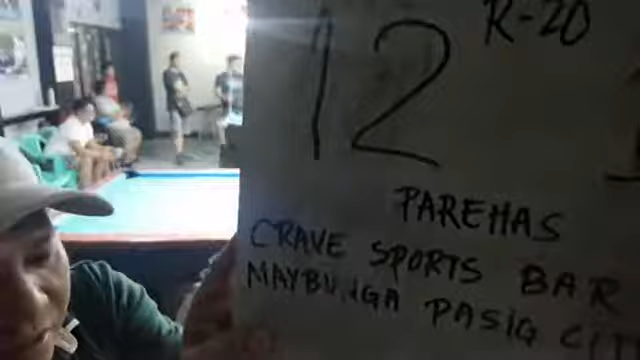 R-20
12
PAREHAS
CRAVE SPORTS BAR
MAYBUNGA PASIG CITY